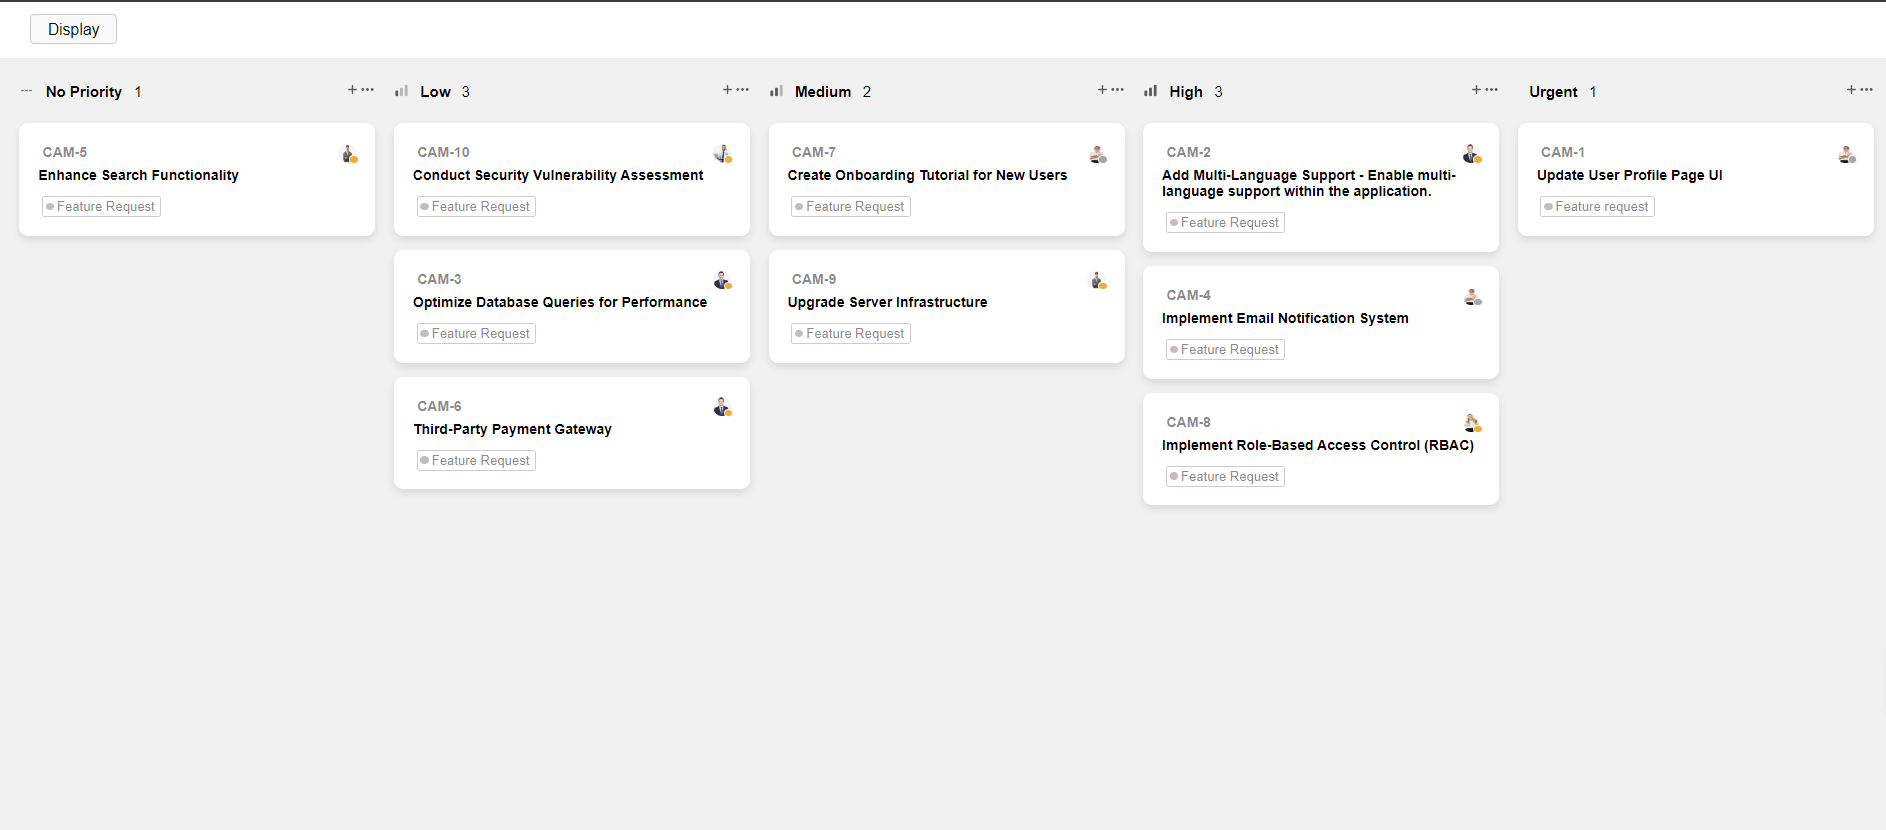 Display
No Priority 1
CAM-5
Enhance Search Functionality
Feature Request
Low 3
CAM-10
Conduct Security Vulnerability Assessment
Feature Request
CAM-3
Optimize Database Queries for Performance
Feature Request
CAM-6
Third-Party Payment Gateway
Feature Request
Medium 2
CAM-7
Create Onboarding Tutorial for New Users
Feature Request
CAM-9
Upgrade Server Infrastructure
Feature Request
High 3
CAM-2
Add Multi-Language Support - Enable multi-
language support within the application.
Feature Request
CAM-4
Implement Email Notification System
Feature Request
CAM-8
Implement Role-Based Access Control (RBAC)
Feature Request
Urgent 1
CAM-1
Update User Profile Page UI
Feature request